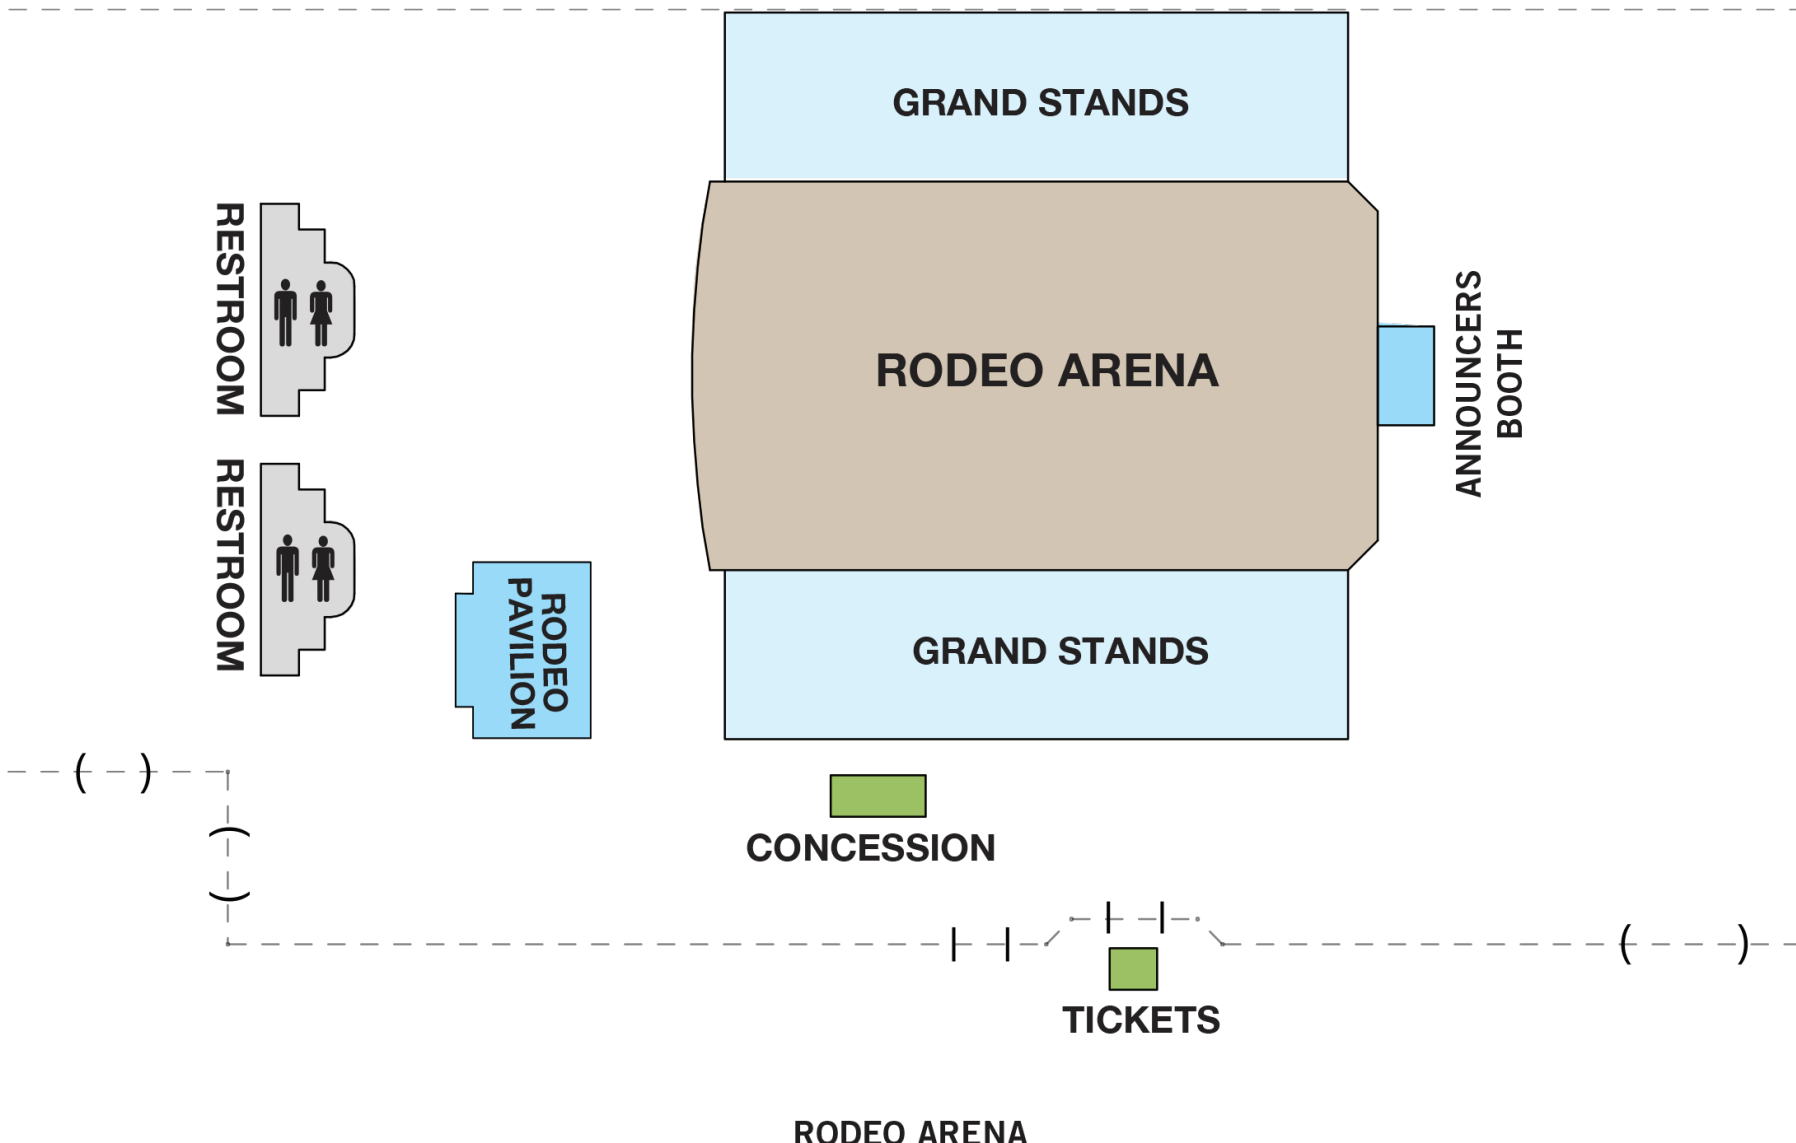 GRAND STANDS
RESTROOM
RODEO ARENA
ANNOUNCERS
BOOTH
RESTROOM
RODEO
PAVILION
GRAND STANDS
CONCESSION
TICKETS
RODEO ARENA